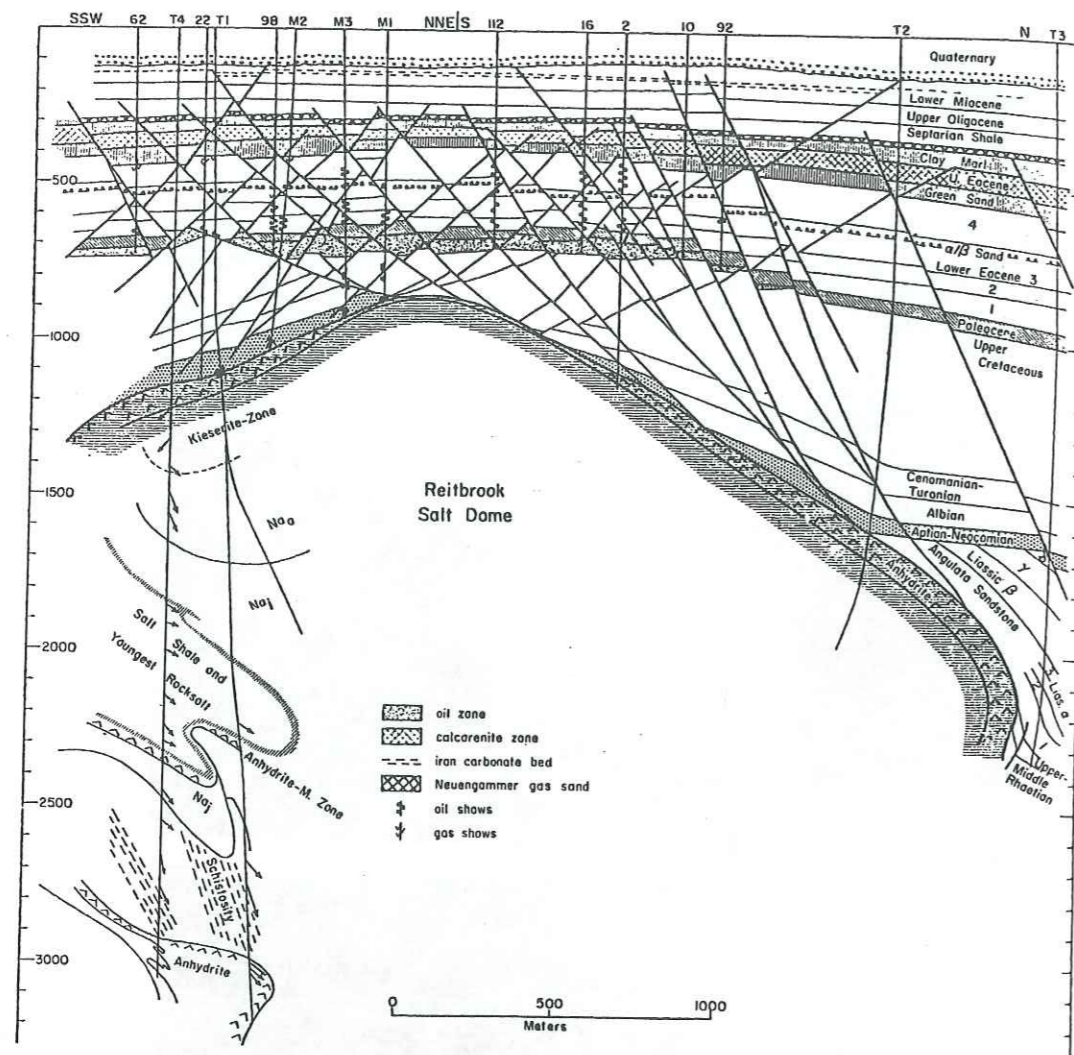 SSW 62 T4 22 T1 98 M2 M3 M1 NNE S 112 16 2 10 92 T2 N T3
Quaternary
Lower Miocene
Upper Oligocene
Septarian Shale
Clay Marl
U. Eocene
Green Sand
4
α/β Sand
Lower Eocene 3
2
1
Paleocene
Upper
Cretaceous
-500
-1000
-1500
-2000
-2500
-3000
Kieserite-Zone
Reitbrook
Salt Dome
Na
Na
Cenomanian-
Turonian
Albian
Aptian-Neocomian
γ
Liassic β
Angulata Sandstone
Anhydrite
Lias. α
Upper-
Middle
Rhaetian
Salt Shale and
Youngest Rocksalt
Anhydrite-M. Zone
Na
Schistosity
Anhydrite
oil zone
calcarenite zone
iron carbonate bed
Neuengammer gas sand
oil shows
gas shows
0 500 1000
Meters